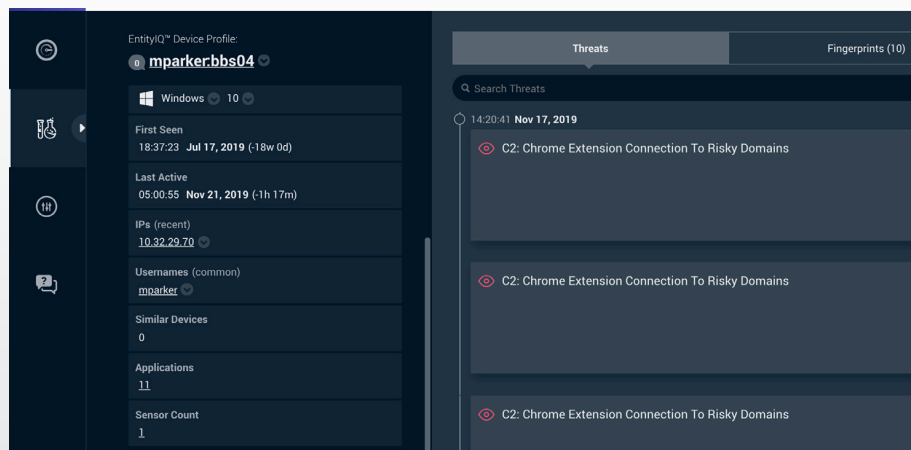 EntityIQ™ Device Profile:
0 mparker:bbs04
Windows 10
First Seen
18:37:23 Jul 17, 2019 (-18w 0d)
Last Active
05:00:55 Nov 21, 2019 (-1h 17m)
IPs (recent)
10.32.29.70
Usernames (common)
mparker
Similar Devices
0
Applications
11
Sensor Count
1
Threats
Fingerprints (10)
Search Threats
14:20:41 Nov 17, 2019
C2: Chrome Extension Connection To Risky Domains
C2: Chrome Extension Connection To Risky Domains
C2: Chrome Extension Connection To Risky Domains